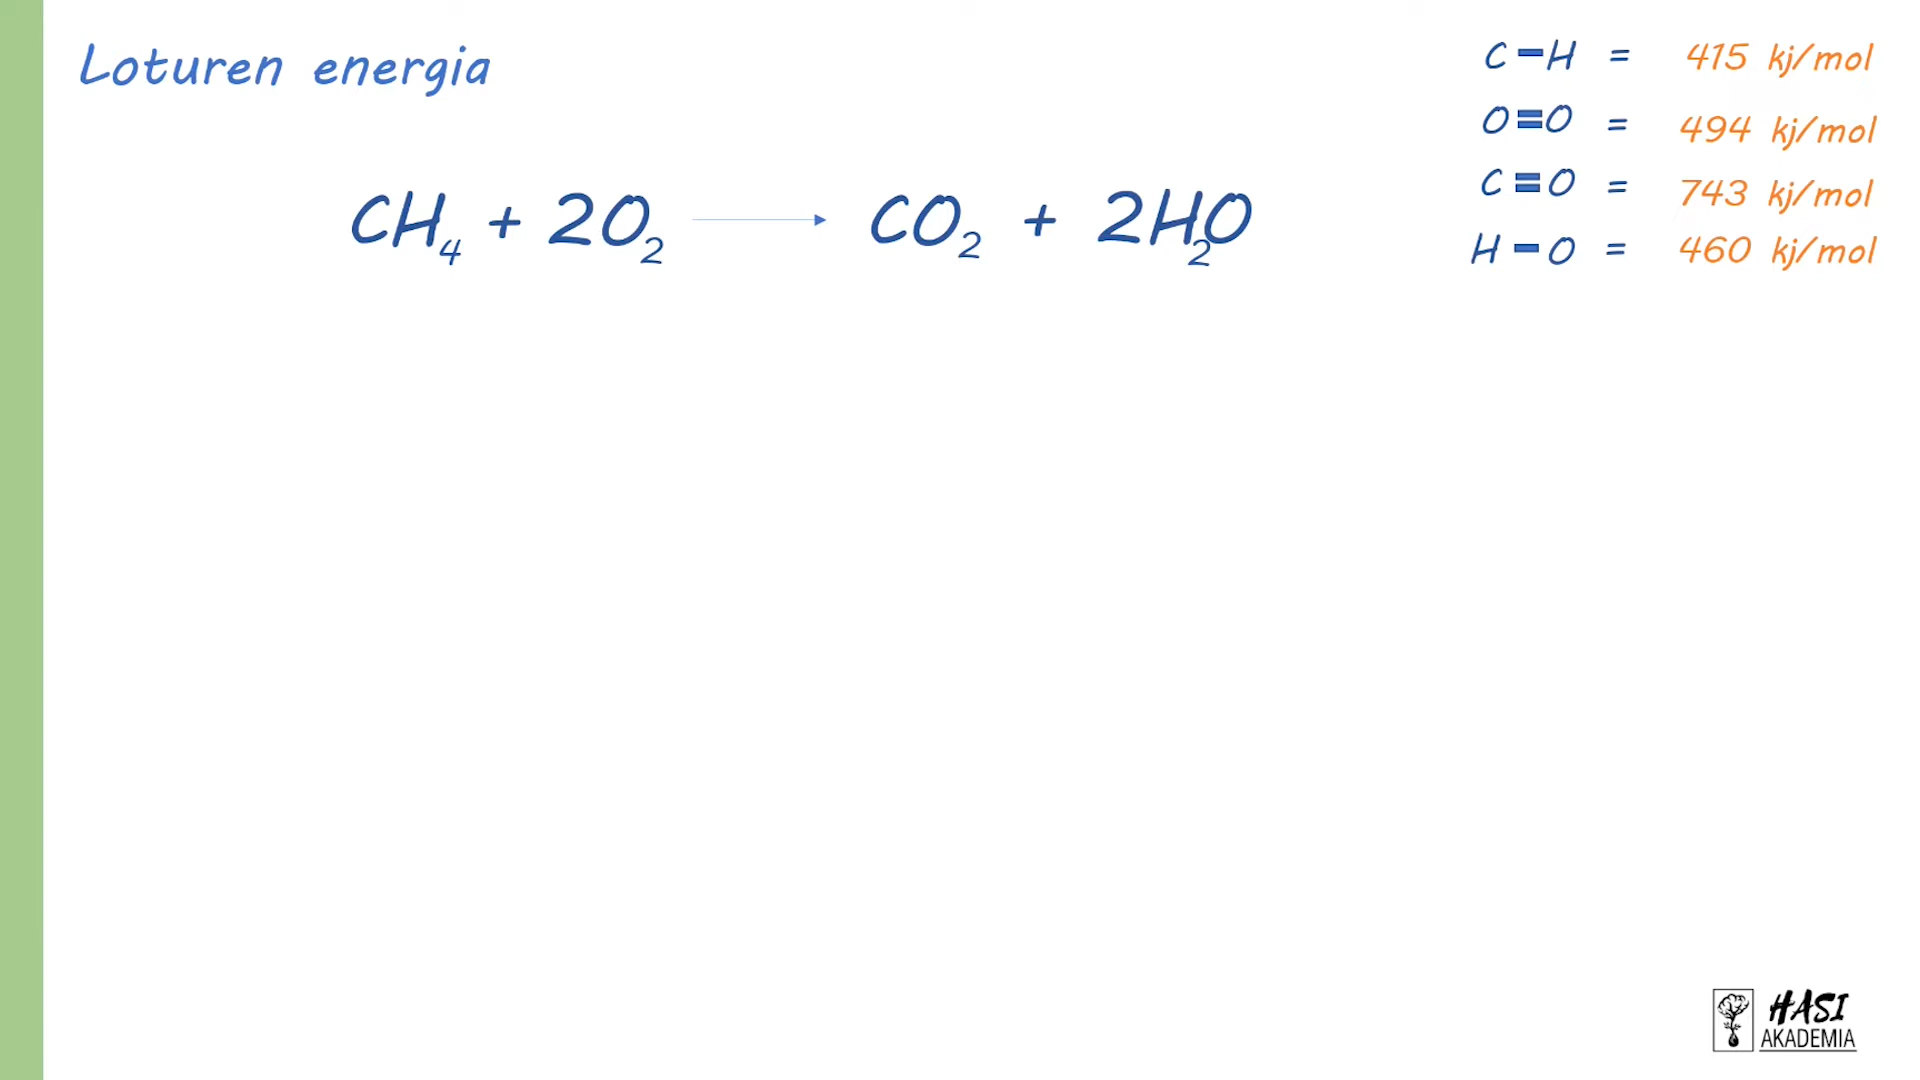 Loturen energia
CH₄ + 2O₂ → CO₂ + 2H₂O
C-H = 415 kj/mol
O=O = 494 kj/mol
C=O = 743 kj/mol
H-O = 460 kj/mol
HASI
AKADEMIA